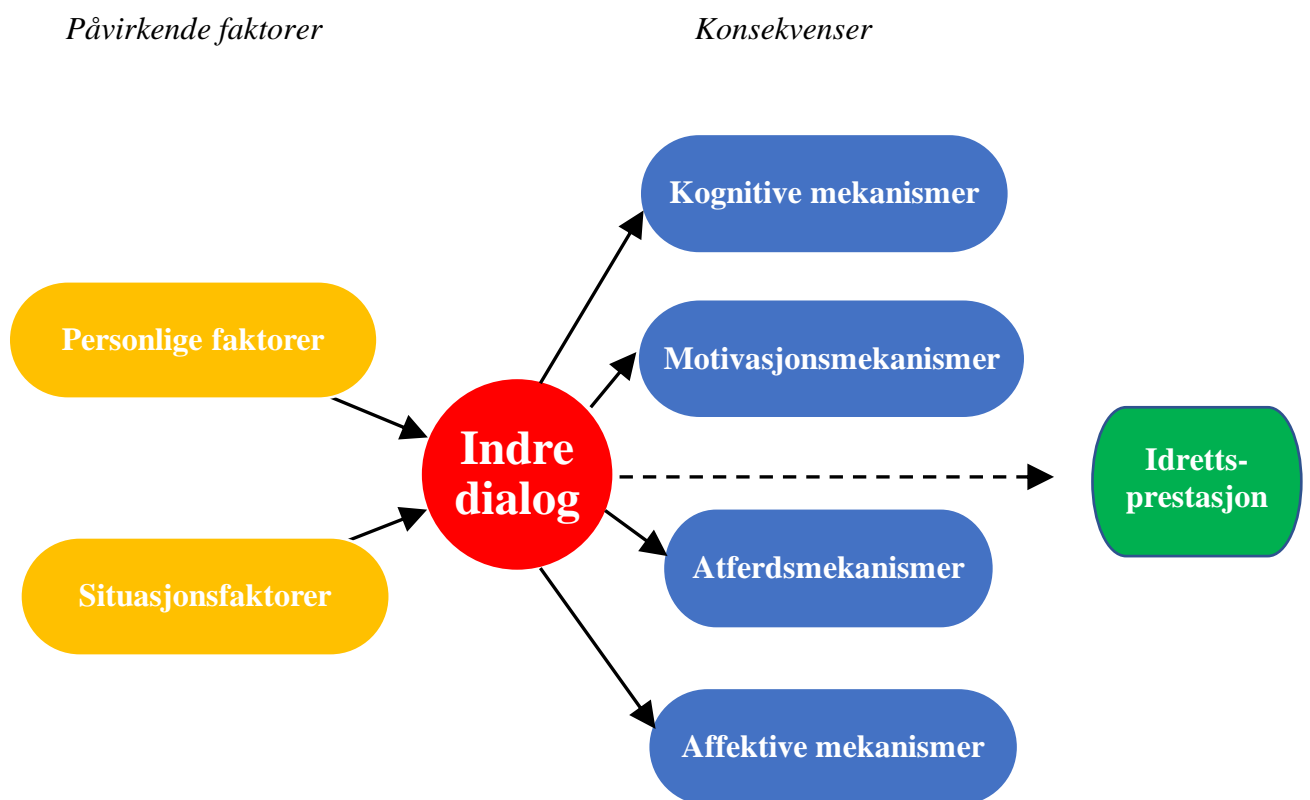 Påvirkende faktorer
Konsekvenser
Kognitive mekanismer
Personlige faktorer
Motivasjonsmekanismer
Indre
dialog
Idretts-
prestasjon
Atferdsmekanismer
Situasjonsfaktorer
Affektive mekanismer